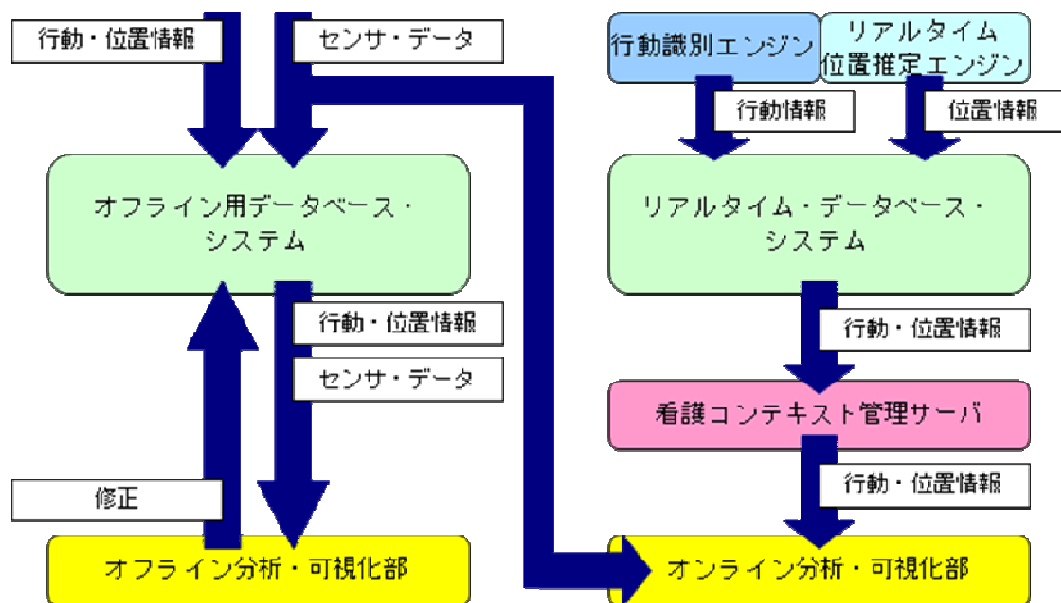 行動・位置情報
センサ・データ
行動識別エンジン
リアルタイム
位置推定エンジン
行動情報
位置情報
オフライン用データベース・
システム
リアルタイム・データベース・
システム
行動・位置情報
センサ・データ
行動・位置情報
看護コンテキスト管理サーバ
修正
行動・位置情報
オフライン分析・可視化部
オンライン分析・可視化部